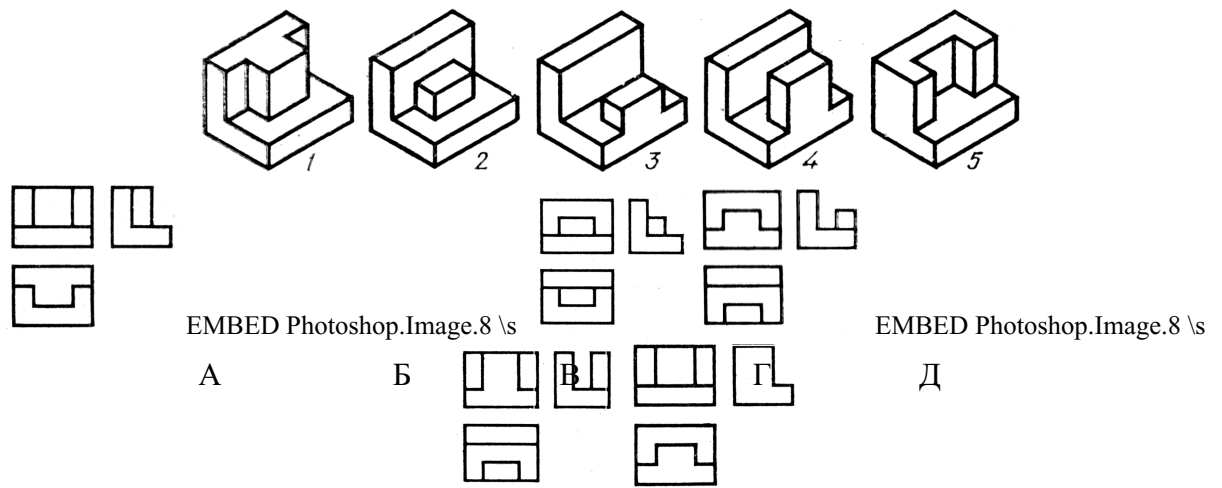 1 2 3 4 5
EMBED Photoshop.Image.8 \s EMBED Photoshop.Image.8 \s
А Б В Г Д